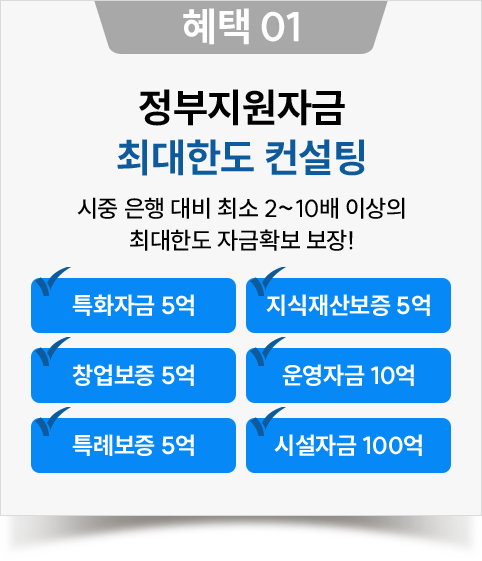 혜택 01
정부지원자금
최대한도 컨설팅
시중 은행 대비 최소 2~10배 이상의
최대한도 자금확보 보장!
특화자금 5억
지식재산보증 5억
창업보증 5억
운영자금 10억
특례보증 5억
시설자금 100억